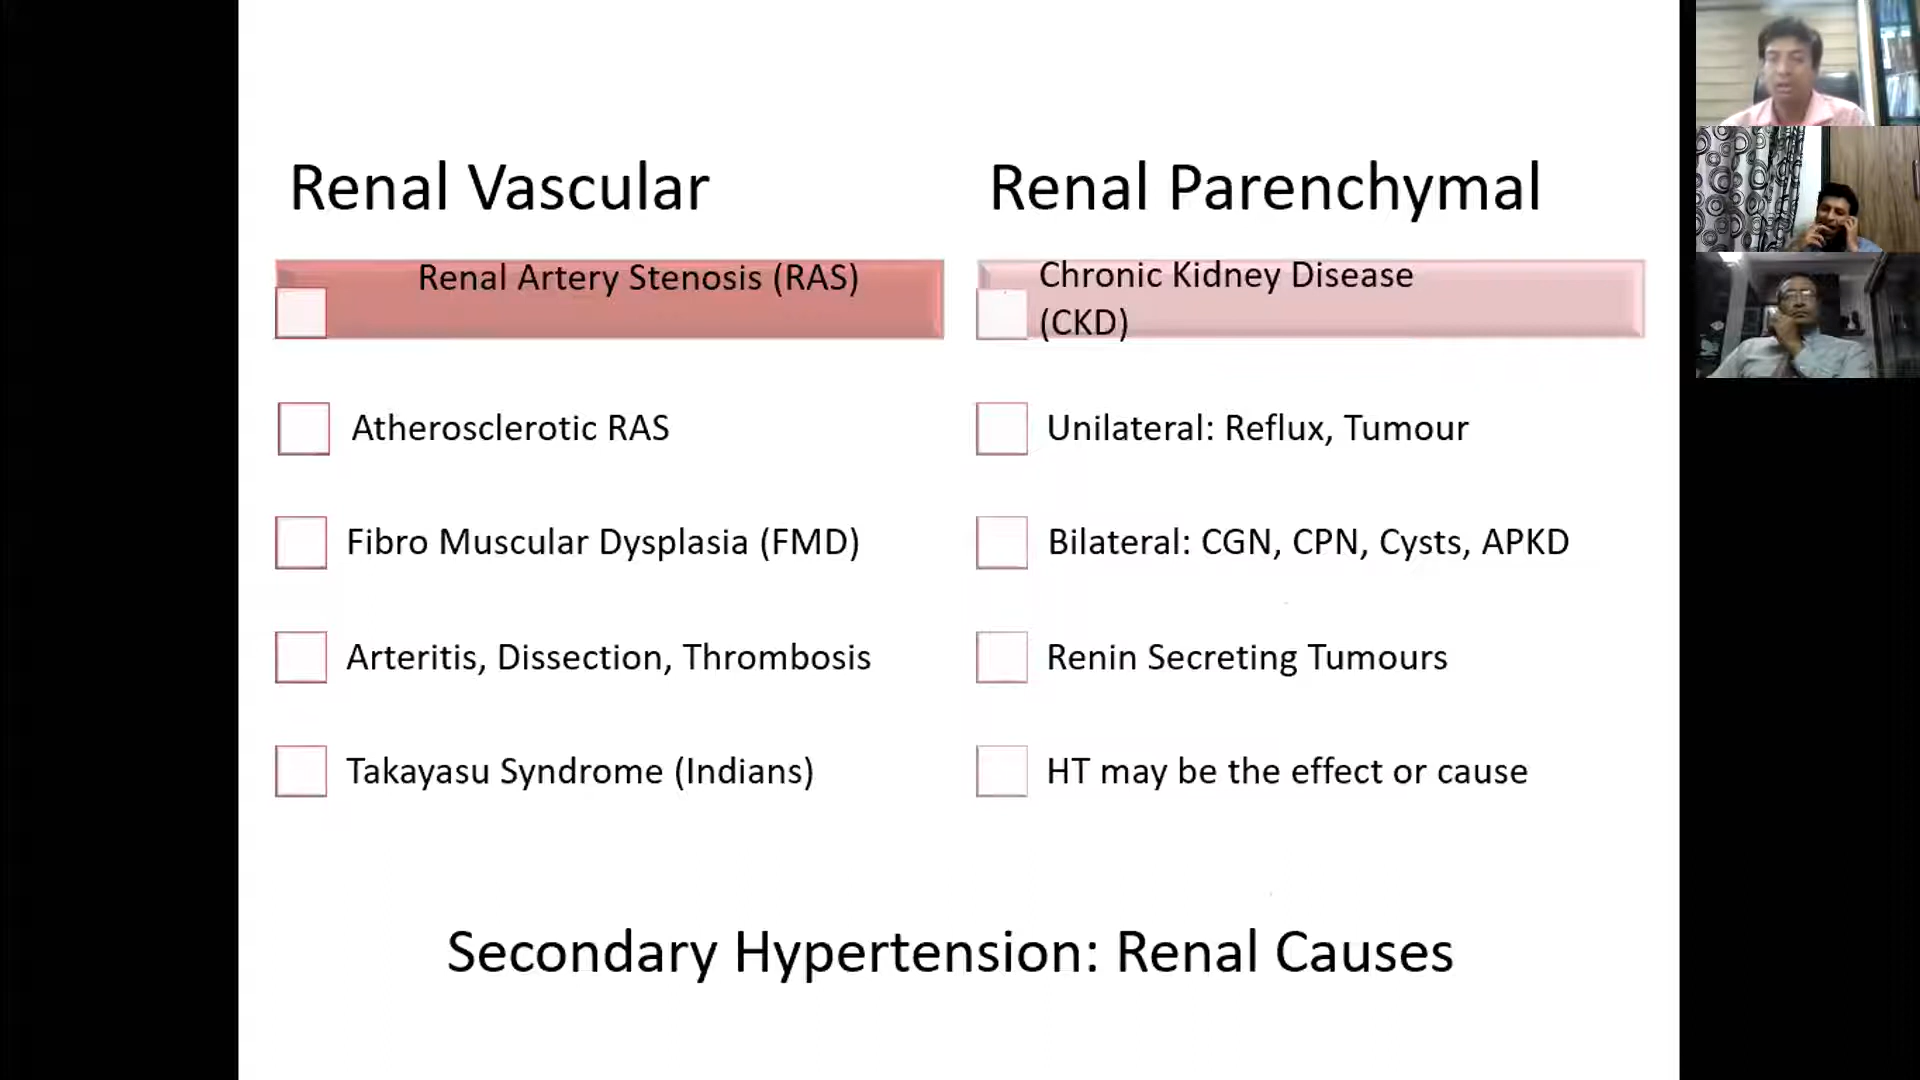 Renal Vascular
Renal Artery Stenosis (RAS)
Atherosclerotic RAS
Fibro Muscular Dysplasia (FMD)
Arteritis, Dissection, Thrombosis
Takayasu Syndrome (Indians)
Renal Parenchymal
Chronic Kidney Disease
(CKD)
Unilateral: Reflux, Tumour
Bilateral: CGN, CPN, Cysts, APKD
Renin Secreting Tumours
HT may be the effect or cause
Secondary Hypertension: Renal Causes